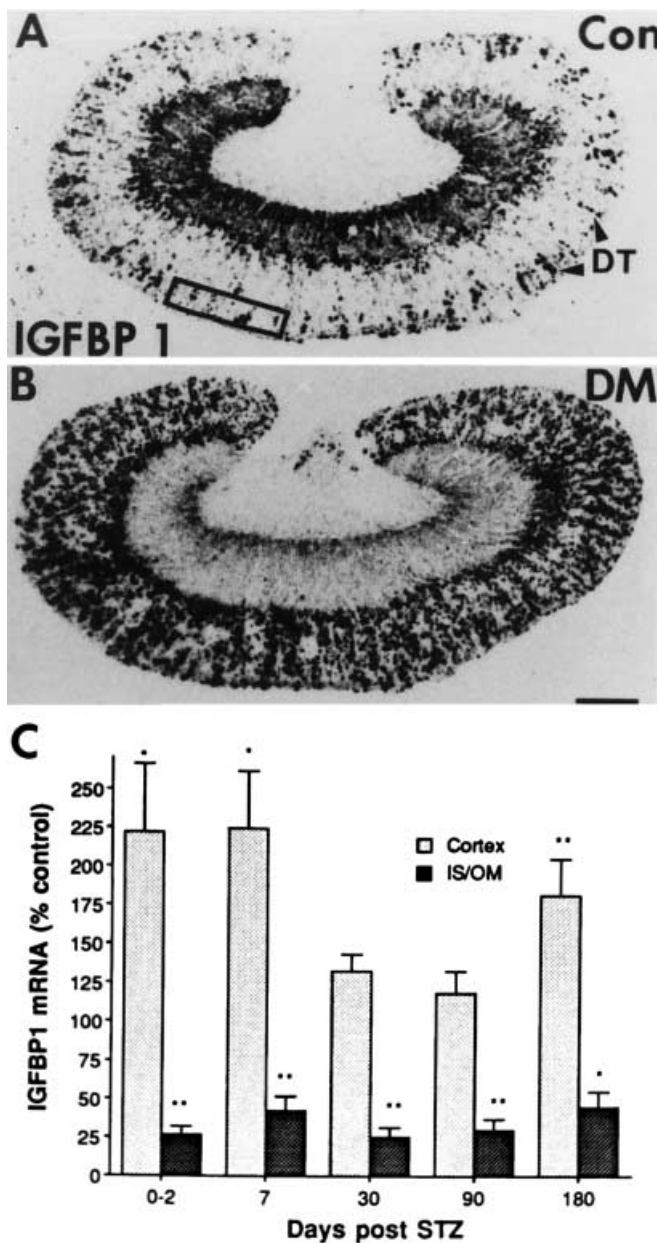 A Con
DT
IGFBP 1
B DM
C
IGFBP1 mRNA (% control)
250
225
200
175
150
125
100
75
50
25
0
Cortex
IS/OM
0-2 7 30 90 180
Days post STZ